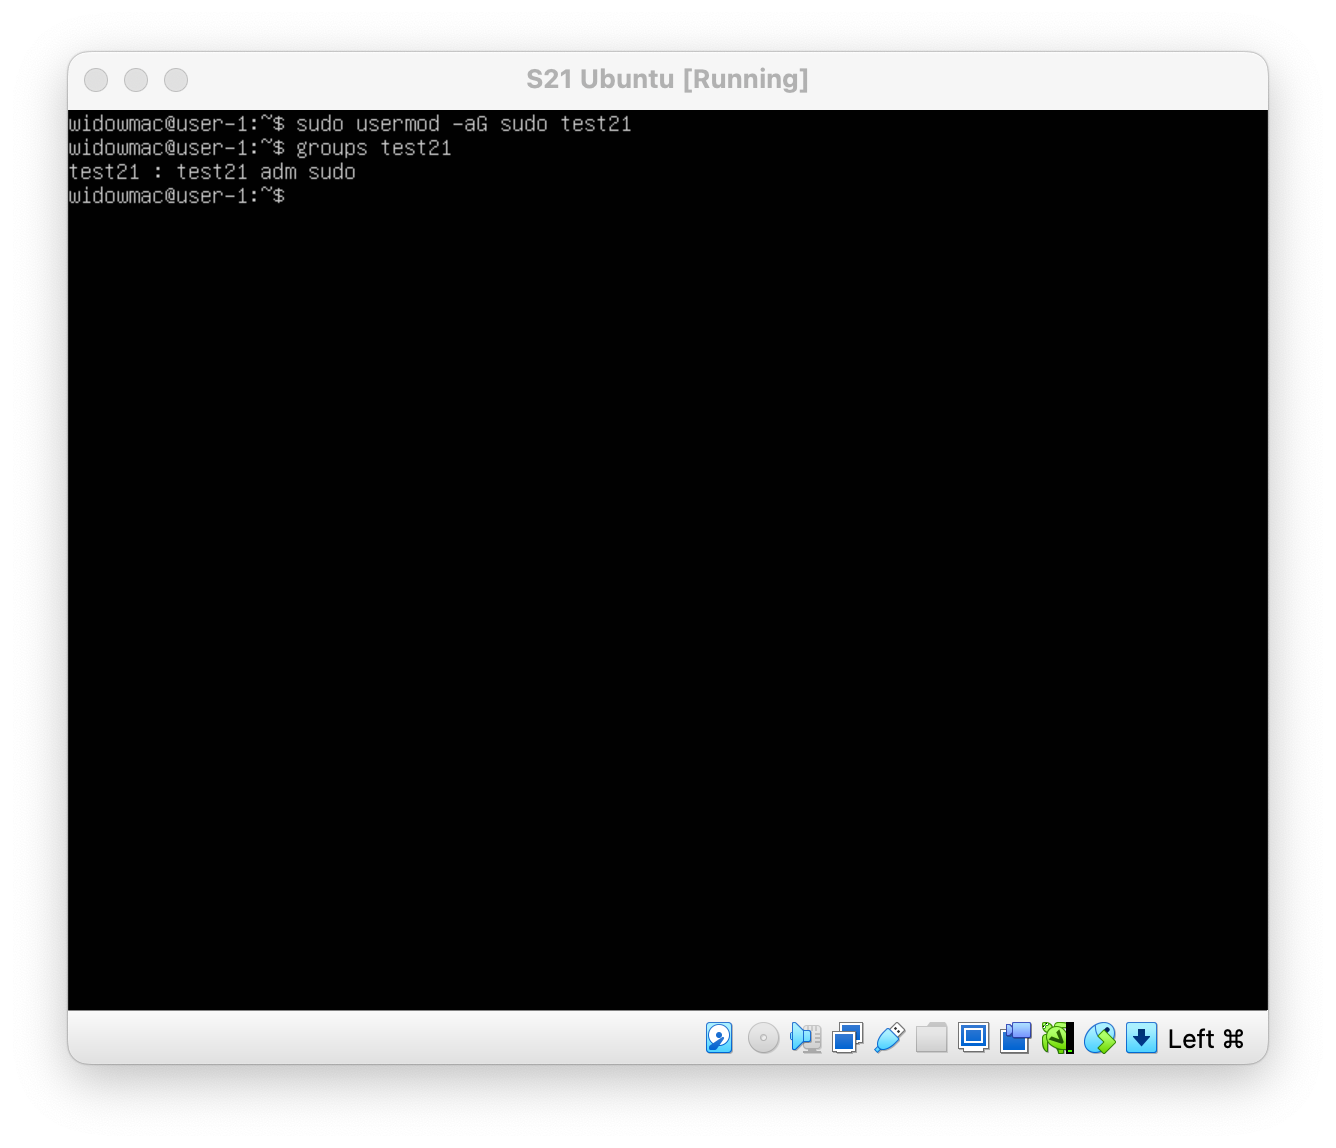 S21 Ubuntu [Running]
widowmac@user-1:~$ sudo usermod -aG sudo test21
widowmac@user-1:~$ groups test21
test21 : test21 adm sudo
widowmac@user-1:~$
Left ⌘